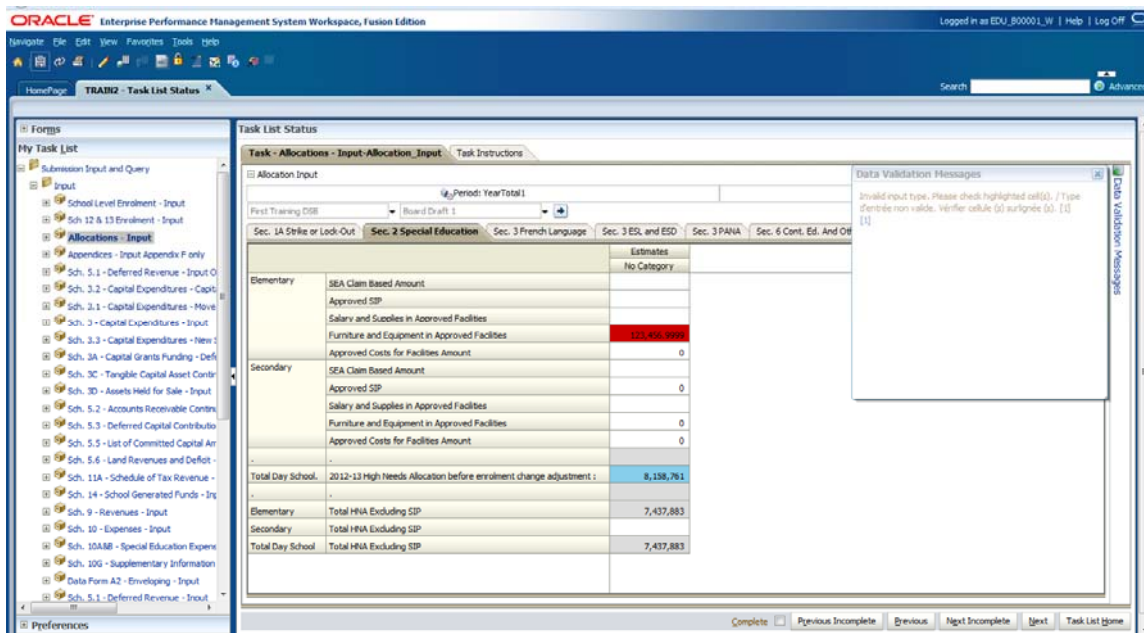 ORACLE Enterprise Performance Management System Workspace, Fusion Edition
Logged in as EDU_B00001_W | Help | Log Off
Navigate File Edit View Favorites Tools Help
HomePage TRAIN2 - Task List Status
Search Advance
Forms
My Task List
Submission Input and Query
Input
School Level Enrolment - Input
Sch 12 & 13 Enrolment - Input
Allocations - Input
Appendices - Input Appendix F only
Sch. 5.1 - Deferred Revenue - Input O
Sch. 3.2 - Capital Expenditures - Capit
Sch. 3.1 - Capital Expenditures - Move
Sch. 3 - Capital Expenditures - Input
Sch. 3.3 - Capital Expenditures - New
Sch. 3A - Capital Grants Funding - Def
Sch. 3C - Tangible Capital Asset Contin
Sch. 3D - Assets Held for Sale - Input
Sch. 5.2 - Accounts Receivable Contin
Sch. 5.3 - Deferred Capital Contributio
Sch. 5.5 - List of Committed Capital Am
Sch. 5.6 - Land Revenues and Deficit -
Sch. 11A - Schedule of Tax Revenue -
Sch. 14 - School Generated Funds - Inp
Sch. 9 - Revenues - Input
Sch. 10 - Expenses - Input
Sch. 10A&B - Special Education Expens
Sch. 10G - Supplementary Information
Data Form A2 - Enveloping - Input
Sch. 5.1 - Deferred Revenue - Input
Preferences
Task List Status
Task - Allocations - Input-Allocation_Input Task Instructions
Allocation Input
Period: YearTotal1
First Training DSB Board Draft 1
Sec. 1A Strike or Lock-Out Sec. 2 Special Education Sec. 3 French Language Sec. 3 ESL and ESD Sec. 3 PANA Sec. 6 Cont. Ed. And Oth
Estimates
No Category
Elementary SEA Claim Based Amount
Approved SIP
Salary and Supplies in Approved Facilities
Furniture and Equipment in Approved Facilities 123,456.9999
Approved Costs for Facilities Amount 0
Secondary SEA Claim Based Amount
Approved SIP 0
Salary and Supplies in Approved Facilities
Furniture and Equipment in Approved Facilities 0
Approved Costs for Facilities Amount 0
. .
Total Day School. 2012-13 High Needs Allocation before enrolment change adjustment : 8,158,761
. .
Elementary Total HNA Excluding SIP 7,437,883
Secondary Total HNA Excluding SIP
Total Day School Total HNA Excluding SIP 7,437,883
Data Validation Messages
Invalid input type. Please check highlighted cell(s). / Type
d'entrée non valide. Vérifier cellule (s) surlignée (s). [1]
[1]
Data Validation Messages
Complete Previous Incomplete Previous Next Incomplete Next Task List Home